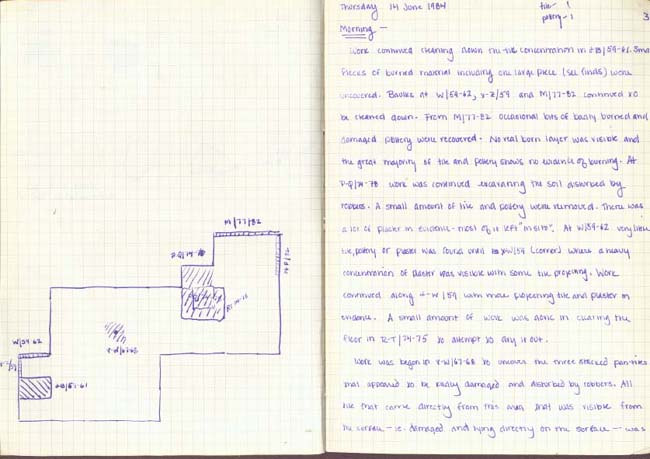 M/77-82
W/59-62
Thursday 14 June 1984
tile - 1
pottery - 1
3
Morning -
Work continued cleaning down the tile concentration in /59-61. Small
pieces of burned material including one large piece (see finds) were
uncovered. Baulks at W/59-62, X-Z/59 and M/77-82 continued to
be cleaned down. From M/77-82 occasional bits of badly burned and
damaged pottery were recovered. No real burn layer was visible and
the great majority of tile and pottery shows no evidence of burning. At
P-Q/74-78 work was continued excavating the soil disturbed by
robbers. A small amount of tile and pottery were removed. There was
a lot of plaster in evidence - most of it left "in situ". At W/59-62 very little
tile, pottery or plaster was found until W/59 (corner) where a heavy
concentration of plaster was visible with some tile projecting. Work
continued along -W/59 with more projecting tile and plaster in
evidence. A small amount of work was done in clearing the
floor in R-T/74-75 to attempt to dry it out.
Work was begun in V-W/67-68 to uncover the three stacked pan-tiles
that appeared to be badly damaged and disturbed by robbers. All
tile that came directly from this area that was visible from
the surface - i.e. damaged and lying directly on the surface - was